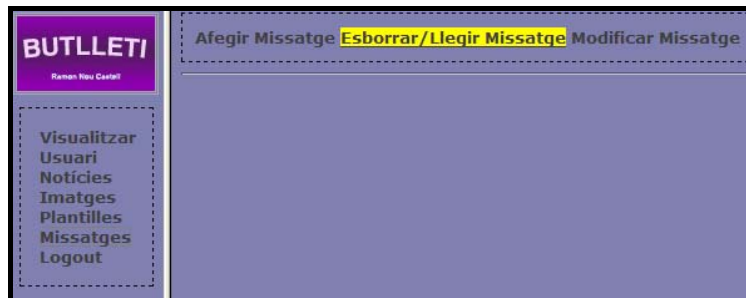 BUTLLETI
Ramon Nou Castell
Afegir Missatge Esborrar/Llegir Missatge Modificar Missatge
Visualitzar
Usuari
Notícies
Imatges
Plantilles
Missatges
Logout